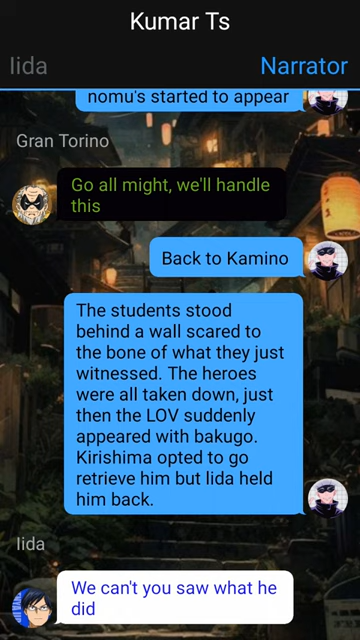 Kumar Ts
Iida
Narrator
nomu's started to appear
Gran Torino
Go all might, we'll handle
this
Back to Kamino
The students stood
behind a wall scared to
the bone of what they just
witnessed. The heroes
were all taken down, just
then the LOV suddenly
appeared with bakugo.
Kirishima opted to go
retrieve him but Iida held
him back.
Iida
We can't you saw what he
did